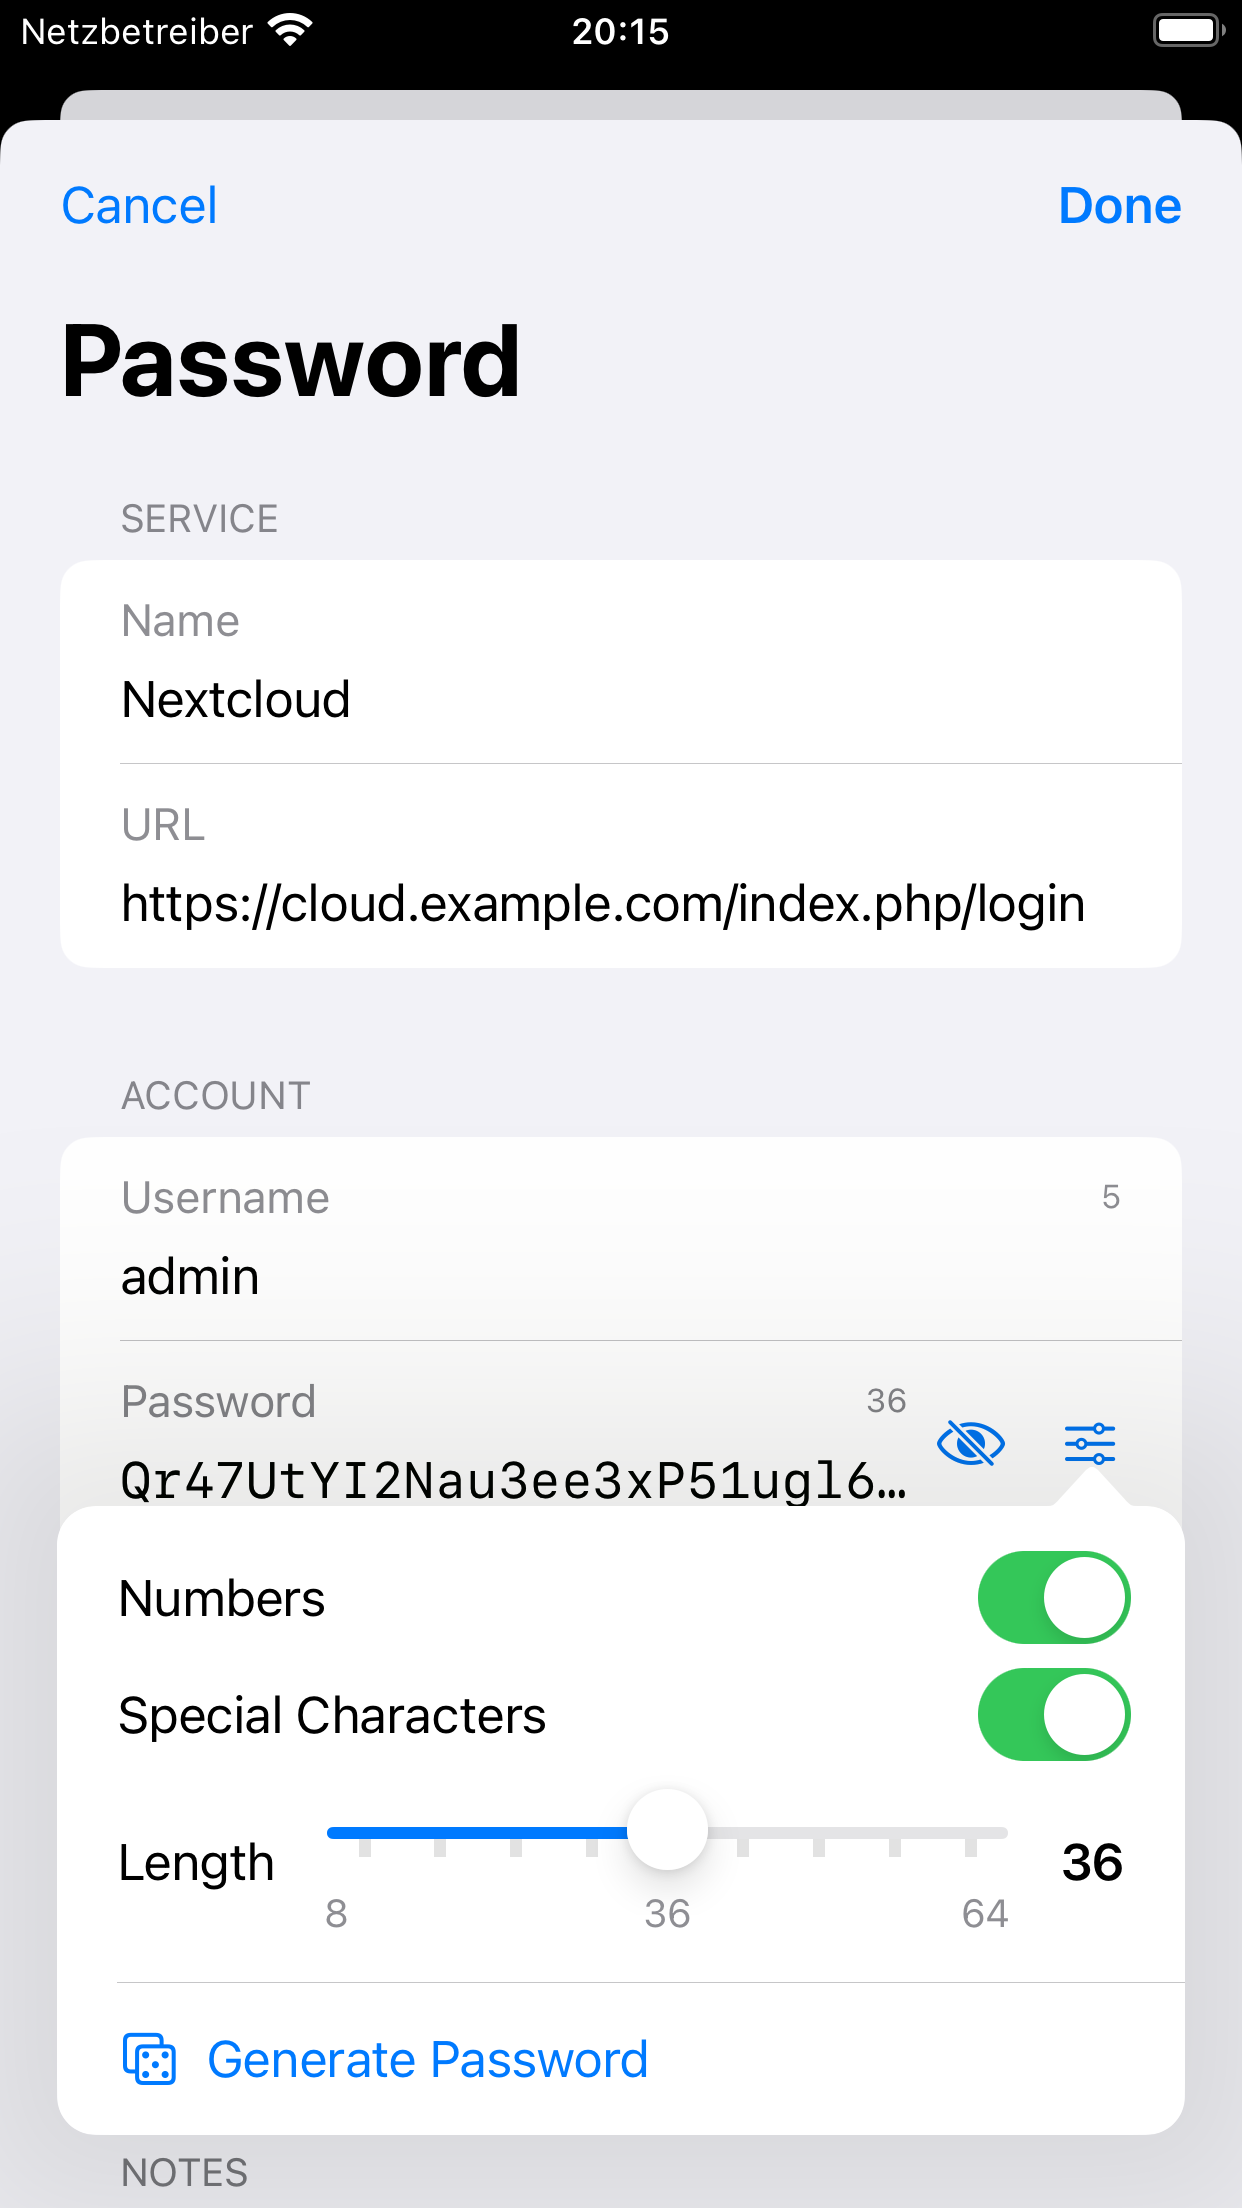 Netzbetreiber 20:15
Cancel Done
Password
SERVICE
Name
Nextcloud
URL
https://cloud.example.com/index.php/login
ACCOUNT
Username 5
admin
Password 36
Qr47UtYI2Nau3ee3xP51ugl6…
Numbers
Special Characters
Length 36
8 36 64
Generate Password
NOTES